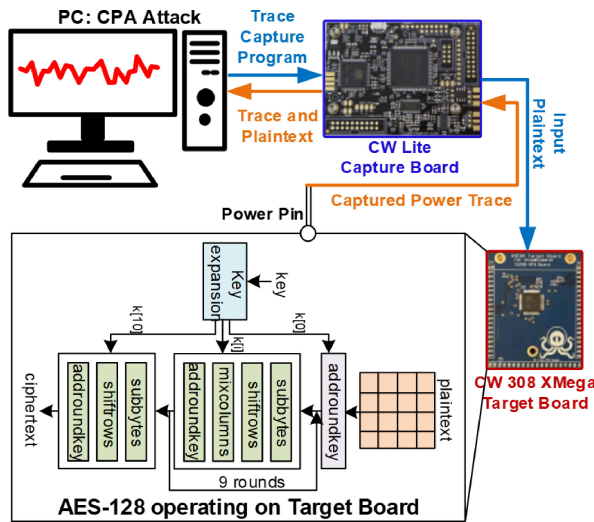 PC: CPA Attack
Trace
Capture
Program
Trace and
Plaintext
CW Lite
Capture Board
Input
Plaintext
Captured Power Trace
Power Pin
CW 308 XMega
Target Board
Key
expansion
key
k[10]
k[j]
k[0]
ciphertext
addroundkey
shiftrows
subbytes
addroundkey
mixcolumns
shiftrows
subbytes
addroundkey
plaintext
9 rounds
AES-128 operating on Target Board